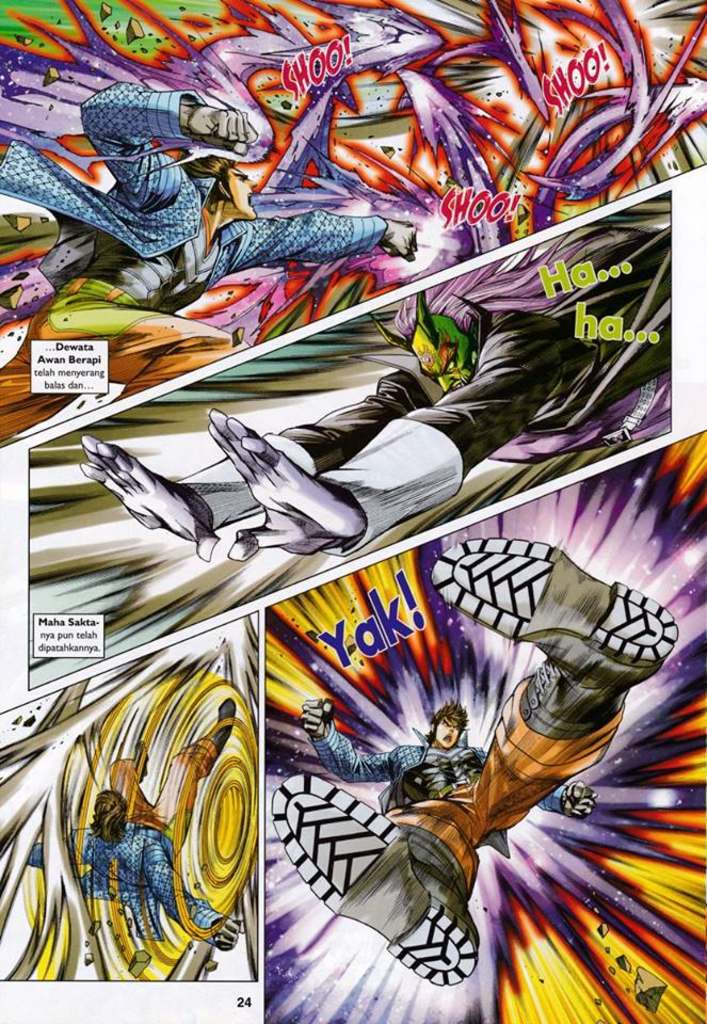 SHOO!
SHOO!
SHOO!
...Dewata
Awan Berapi
telah menyerang
balas dan...
Ha...
ha...
Maha Sakta-
nya pun telah
dipatahkannya.
Yak!
24